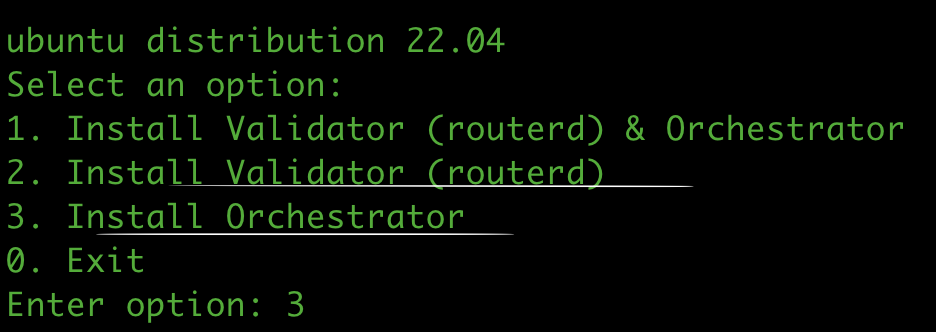 ubuntu distribution 22.04
Select an option:
1. Install Validator (routerd) & Orchestrator
2. Install Validator (routerd)
3. Install Orchestrator
0. Exit
Enter option: 3